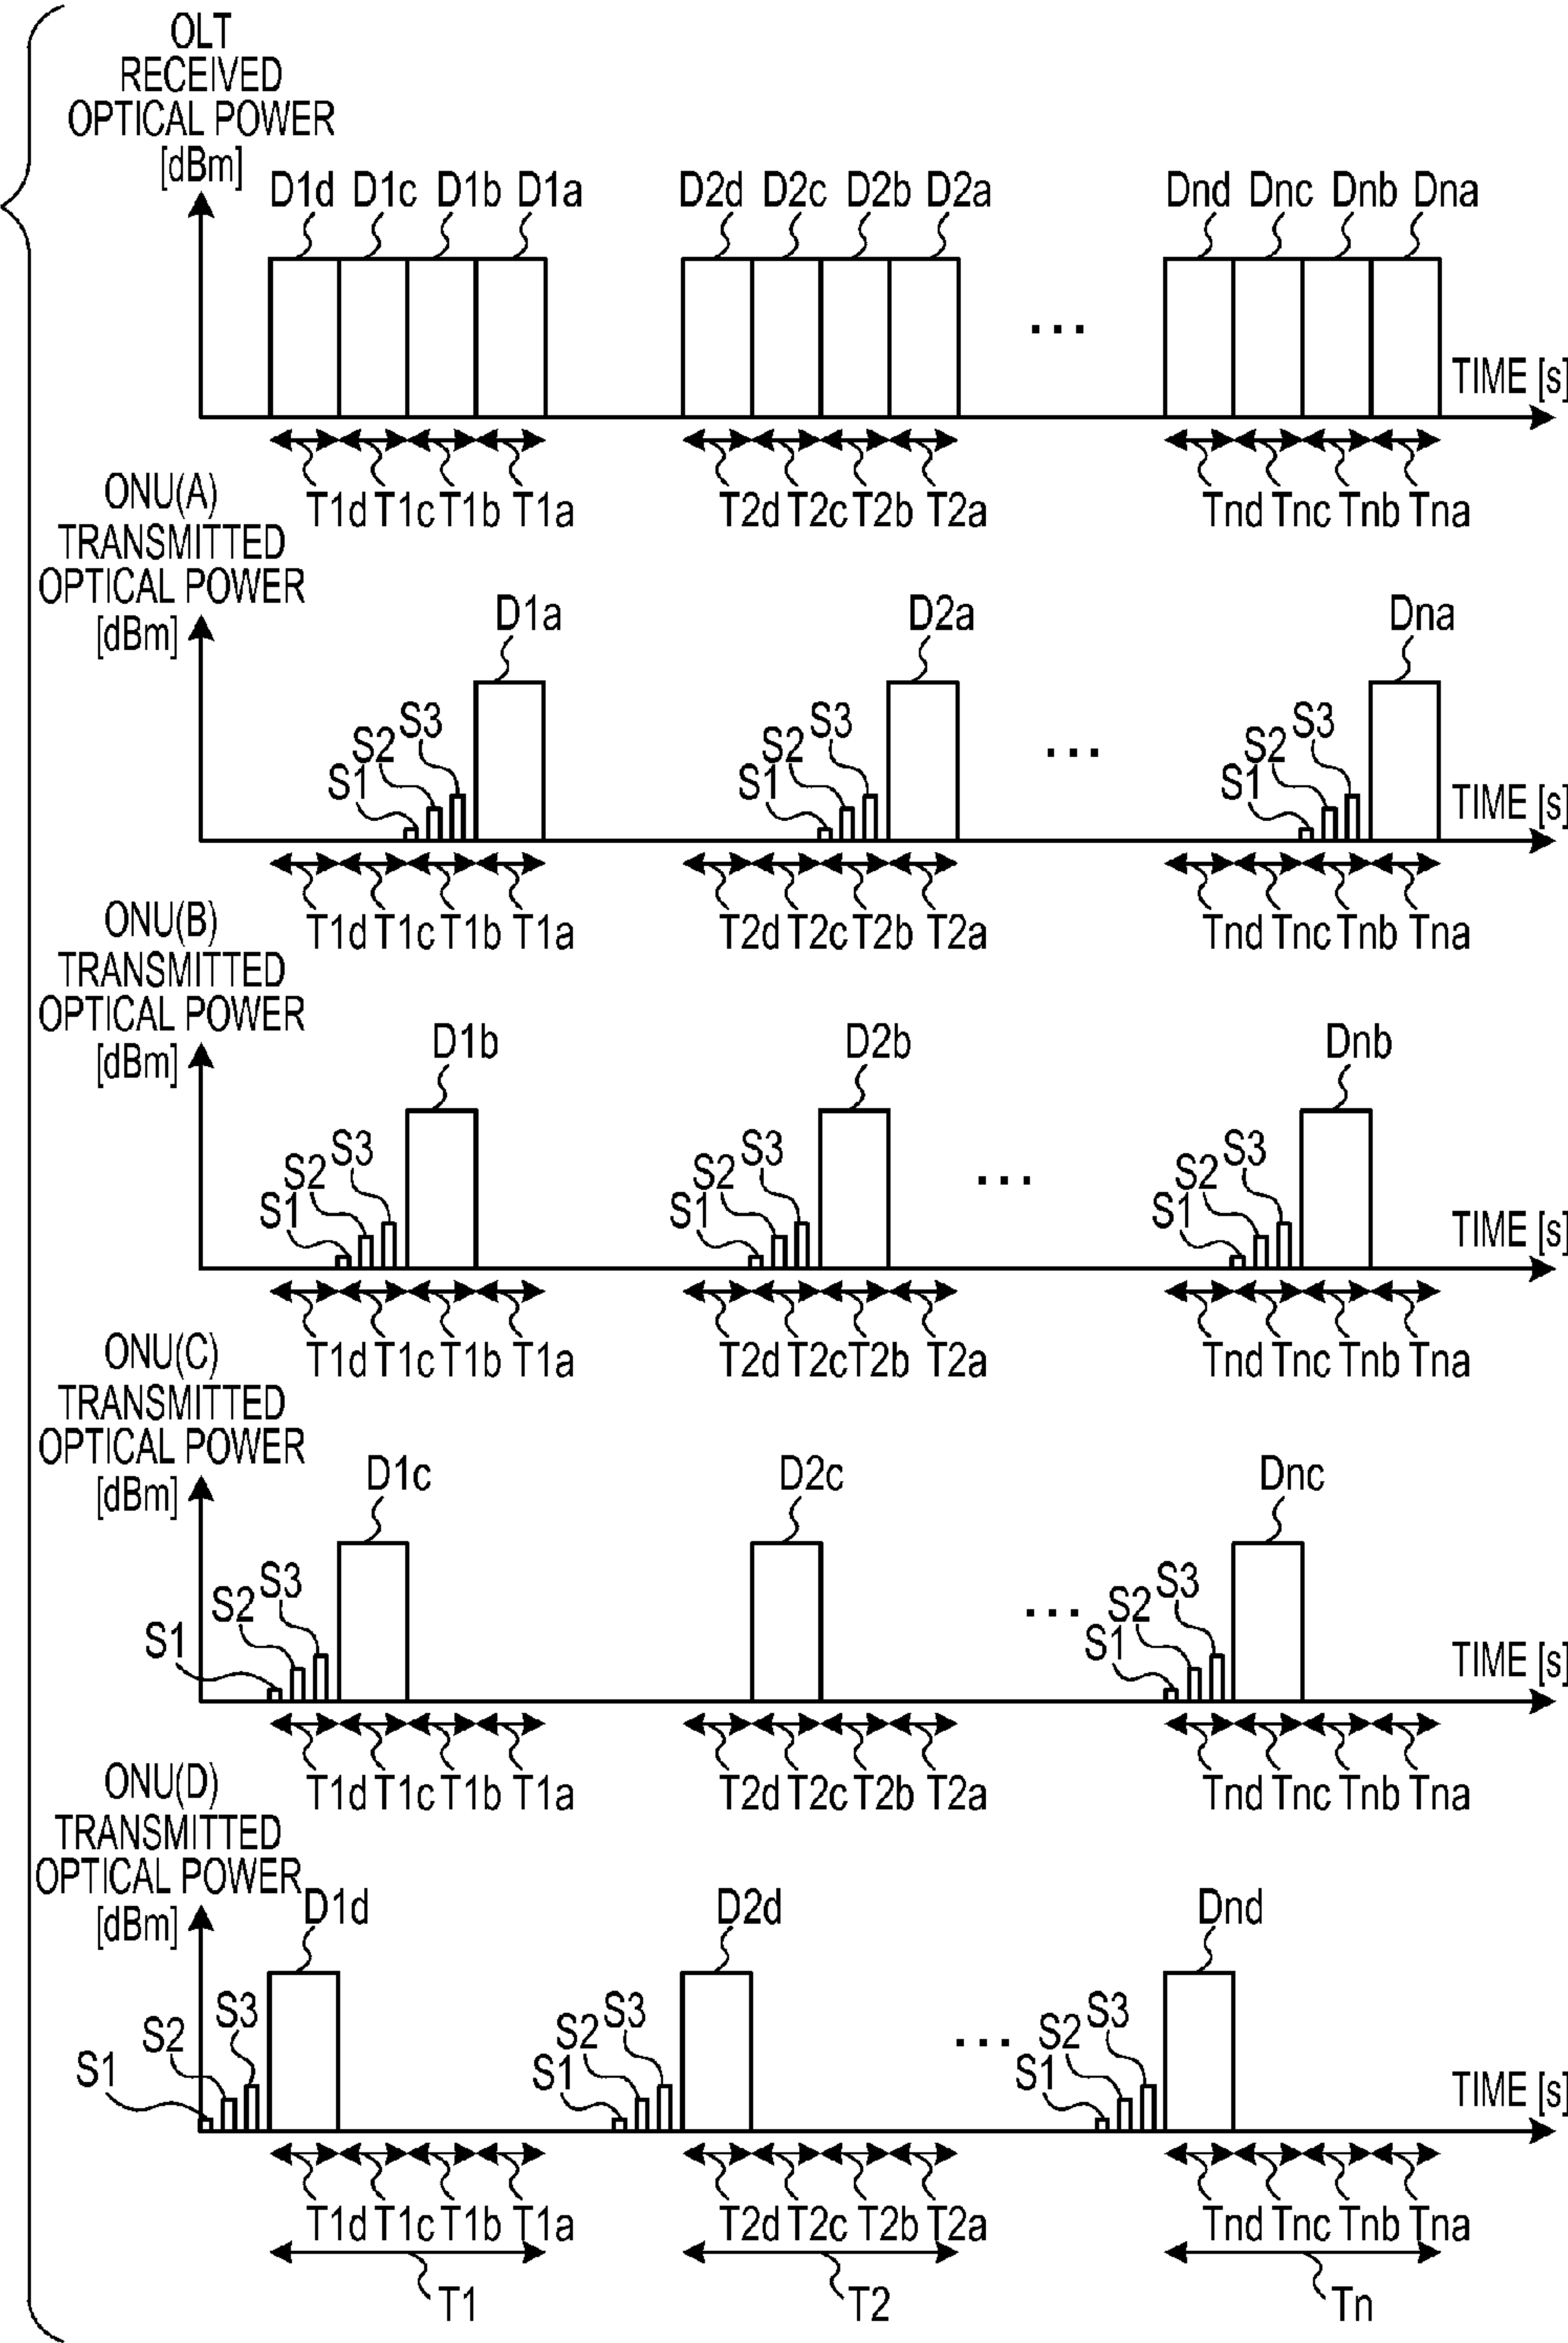 OLT
RECEIVED
OPTICAL POWER
[dBm]
D1d D1c D1b D1a D2d D2c D2b D2a Dnd Dnc Dnb Dna
...
TIME [s]
T1d T1c T1b T1a T2d T2c T2b T2a Tnd Tnc Tnb Tna
ONU(A)
TRANSMITTED
OPTICAL POWER
[dBm]
D1a D2a Dna
S3 S3 S3
S2 S2 ... S2
S1 S1 S1
TIME [s]
T1d T1c T1b T1a T2d T2c T2b T2a Tnd Tnc Tnb Tna
ONU(B)
TRANSMITTED
OPTICAL POWER
[dBm]
D1b D2b Dnb
S3 S3 S3
S2 S2 ... S2
S1 S1 S1
TIME [s]
T1d T1c T1b T1a T2d T2c T2b T2a Tnd Tnc Tnb Tna
ONU(C)
TRANSMITTED
OPTICAL POWER
[dBm]
D1c D2c Dnc
S3 S3
S2 ... S2
S1 S1
TIME [s]
T1d T1c T1b T1a T2d T2c T2b T2a Tnd Tnc Tnb Tna
ONU(D)
TRANSMITTED
OPTICAL POWER
[dBm]
D1d D2d Dnd
S3 S3 S3
S2 S2 ... S2
S1 S1 S1
TIME [s]
T1d T1c T1b T1a T2d T2c T2b T2a Tnd Tnc Tnb Tna
T1 T2 Tn